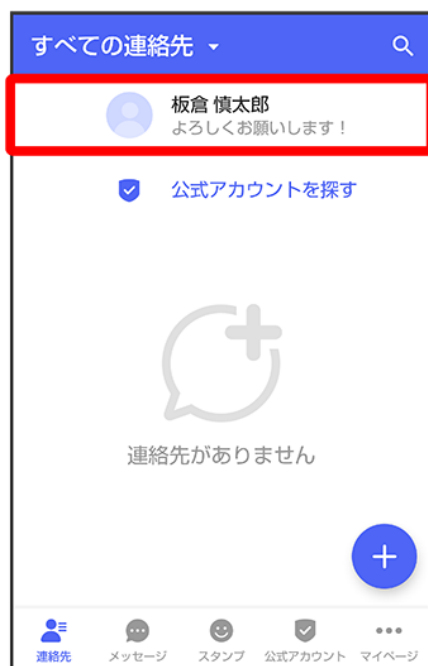 すべての連絡先
板倉 慎太郎
よろしくお願いします！
公式アカウントを探す
連絡先がありません
連絡先 メッセージ スタンプ 公式アカウント マイページ